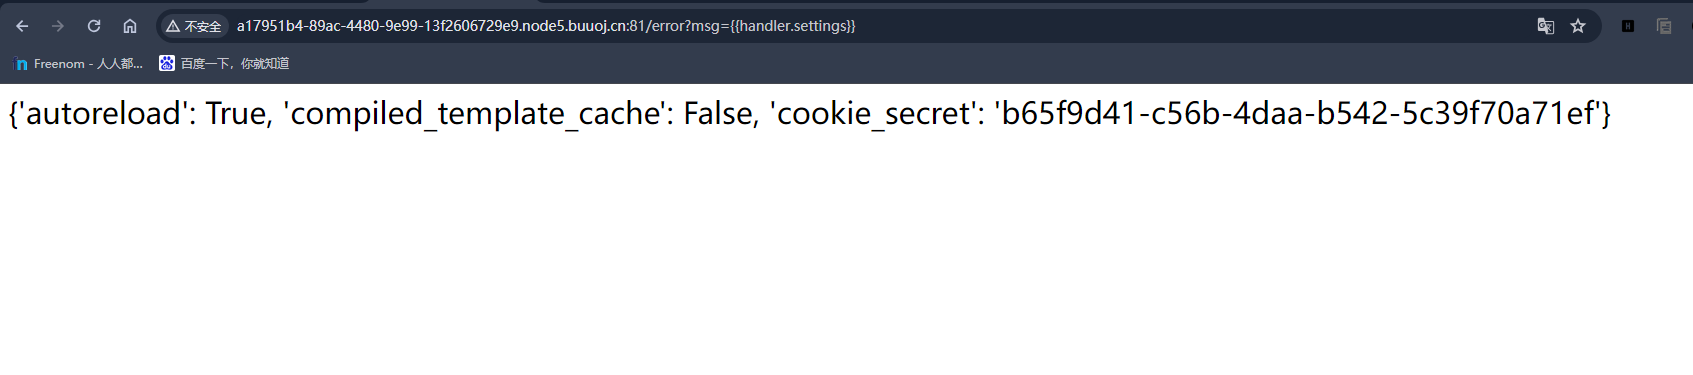 不安全 a17951b4-89ac-4480-9e99-13f2606729e9.node5.buuoj.cn:81/error?msg={{handler.settings}}
Freenom - 人人都... 百度一下，你就知道
{'autoreload': True, 'compiled_template_cache': False, 'cookie_secret': 'b65f9d41-c56b-4daa-b542-5c39f70a71ef'}